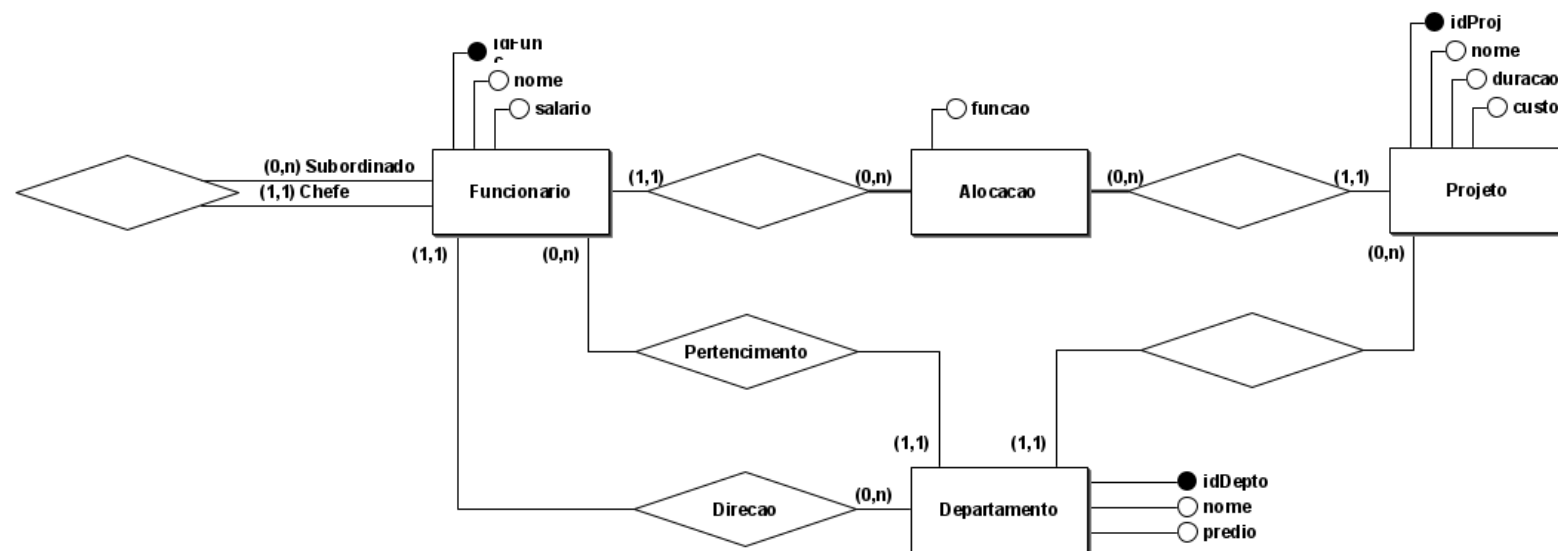 idProj
nome
duracao
custo
nome
salario
funcao
(0,n) Subordinado
(1,1) Chefe
Funcionario
(1,1)
(0,n)
Alocacao
(0,n)
(1,1)
Projeto
(1,1)
(0,n)
(0,n)
Pertencimento
(1,1)
(1,1)
Direcao
(0,n)
Departamento
idDepto
nome
predio